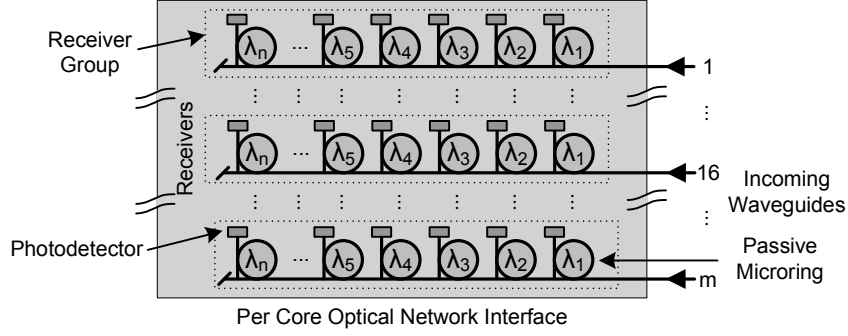 Receiver Group
λn ... λ5 λ4 λ3 λ2 λ1
1
Receivers
λn ... λ5 λ4 λ3 λ2 λ1
16
Incoming Waveguides
Photodetector
λn ... λ5 λ4 λ3 λ2 λ1
m
Passive Microring
Per Core Optical Network Interface